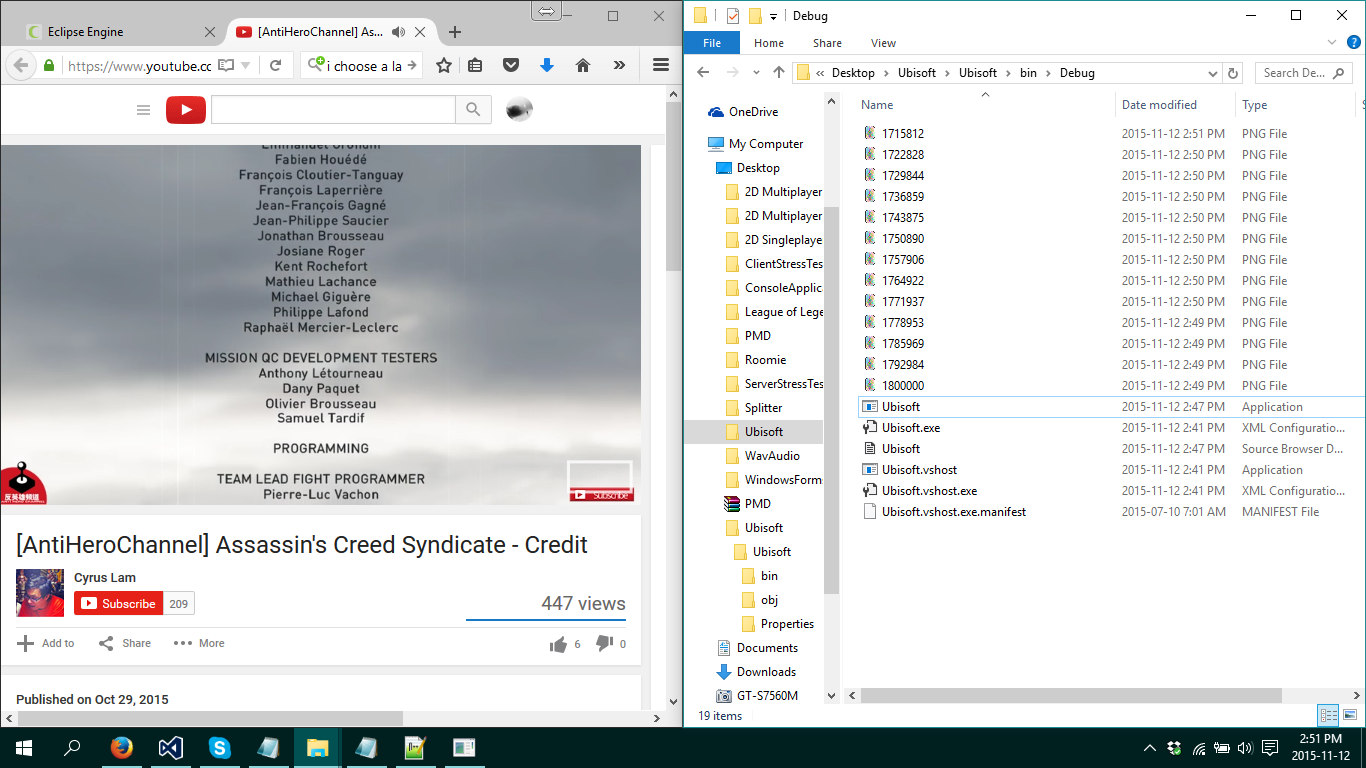 Eclipse Engine
[AntiHeroChannel] As...
https://www.youtube.cc
i choose a la
Emmanuel Gronum
Fabien Houédé
François Cloutier-Tanguay
François Laperrière
Jean-François Gagné
Jean-Philippe Saucier
Jonathan Brousseau
Josiane Roger
Kent Rochefort
Mathieu Lachance
Michael Giguère
Philippe Lafond
Raphaël Mercier-Leclerc
MISSION QC DEVELOPMENT TESTERS
Anthony Létourneau
Dany Paquet
Olivier Brousseau
Samuel Tardif
PROGRAMMING
TEAM LEAD FIGHT PROGRAMMER
Pierre-Luc Vachon
反英雄頻道
Subscribe
[AntiHeroChannel] Assassin's Creed Syndicate - Credit
Cyrus Lam
Subscribe 209
447 views
Add to Share More
6 0
Published on Oct 29, 2015
Debug
File Home Share View
« Desktop › Ubisoft › Ubisoft › bin › Debug
Search De...
OneDrive
My Computer
Desktop
2D Multiplayer
2D Multiplayer
2D Singleplaye
ClientStressTes
ConsoleApplic
League of Lege
PMD
Roomie
ServerStressTes
Splitter
Ubisoft
WavAudio
WindowsForm
PMD
Ubisoft
Ubisoft
bin
obj
Properties
Documents
Downloads
GT-S7560M
Name Date modified Type S
1715812 2015-11-12 2:51 PM PNG File
1722828 2015-11-12 2:50 PM PNG File
1729844 2015-11-12 2:50 PM PNG File
1736859 2015-11-12 2:50 PM PNG File
1743875 2015-11-12 2:50 PM PNG File
1750890 2015-11-12 2:50 PM PNG File
1757906 2015-11-12 2:50 PM PNG File
1764922 2015-11-12 2:50 PM PNG File
1771937 2015-11-12 2:50 PM PNG File
1778953 2015-11-12 2:49 PM PNG File
1785969 2015-11-12 2:49 PM PNG File
1792984 2015-11-12 2:49 PM PNG File
1800000 2015-11-12 2:49 PM PNG File
Ubisoft 2015-11-12 2:47 PM Application
Ubisoft.exe 2015-11-12 2:41 PM XML Configuratio...
Ubisoft 2015-11-12 2:47 PM Source Browser D...
Ubisoft.vshost 2015-11-12 2:41 PM Application
Ubisoft.vshost.exe 2015-11-12 2:41 PM XML Configuratio...
Ubisoft.vshost.exe.manifest 2015-07-10 7:01 AM MANIFEST File
19 items
2:51 PM
2015-11-12